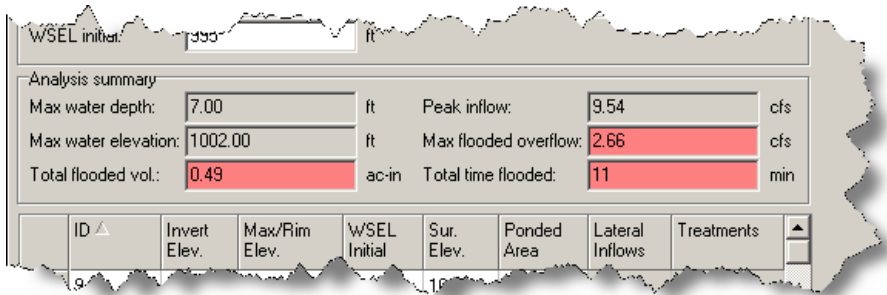 WSEL initial: 995 ft
Analysis summary
Max water depth: 7.00 ft Peak inflow: 9.54 cfs
Max water elevation: 1002.00 ft Max flooded overflow: 2.66 cfs
Total flooded vol.: 0.49 ac-in Total time flooded: 11 min
ID Invert Max/Rim WSEL Sur. Ponded Lateral Treatments
Elev. Elev. Initial Elev. Area Inflows